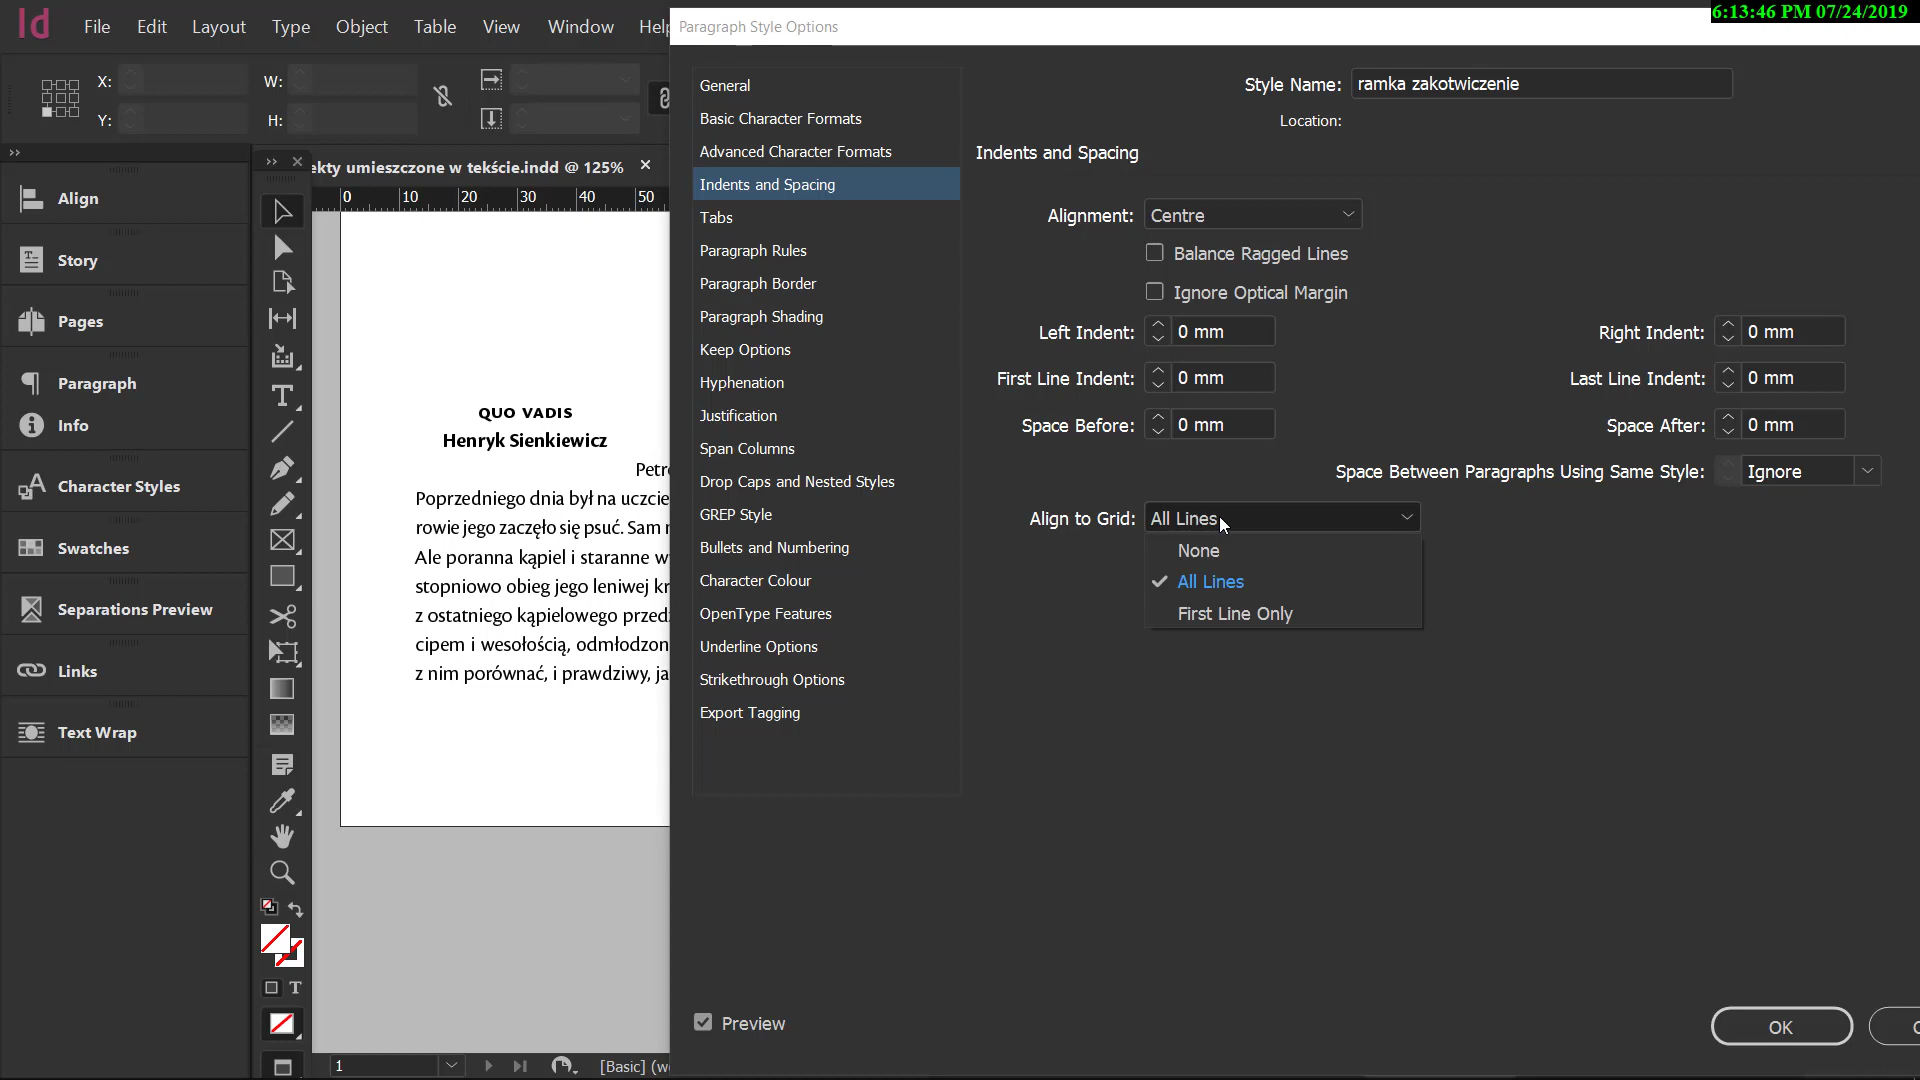 6:13:46 PM 07/24/2019
Id File Edit Layout Type Object Table View Window Help
Paragraph Style Options
X: W:
Y: H:
ekty umieszczone w tekście.indd @ 125%
0 10 20 30 40 50
Align
Story
Pages
Paragraph
Info
Character Styles
Swatches
Separations Preview
Links
Text Wrap
QUO VADIS
Henryk Sienkiewicz
Petro
Poprzedniego dnia był na uczcie
rowie jego zaczęło się psuć. Sam
Ale poranna kąpiel i staranne
stopniowo obieg jego leniwej
z ostatniego kąpielowego
cipem i wesołością, odmłodzon
z nim porównać, i prawdziwy, ja
1 [Basic]
General
Basic Character Formats
Advanced Character Formats
Indents and Spacing
Tabs
Paragraph Rules
Paragraph Border
Paragraph Shading
Keep Options
Hyphenation
Justification
Span Columns
Drop Caps and Nested Styles
GREP Style
Bullets and Numbering
Character Colour
OpenType Features
Underline Options
Strikethrough Options
Export Tagging
Style Name: ramka zakotwiczenie
Location:
Indents and Spacing
Alignment: Centre
Balance Ragged Lines
Ignore Optical Margin
Left Indent: 0 mm Right Indent: 0 mm
First Line Indent: 0 mm Last Line Indent: 0 mm
Space Before: 0 mm Space After: 0 mm
Space Between Paragraphs Using Same Style: Ignore
Align to Grid: All Lines
None
All Lines
First Line Only
Preview
OK